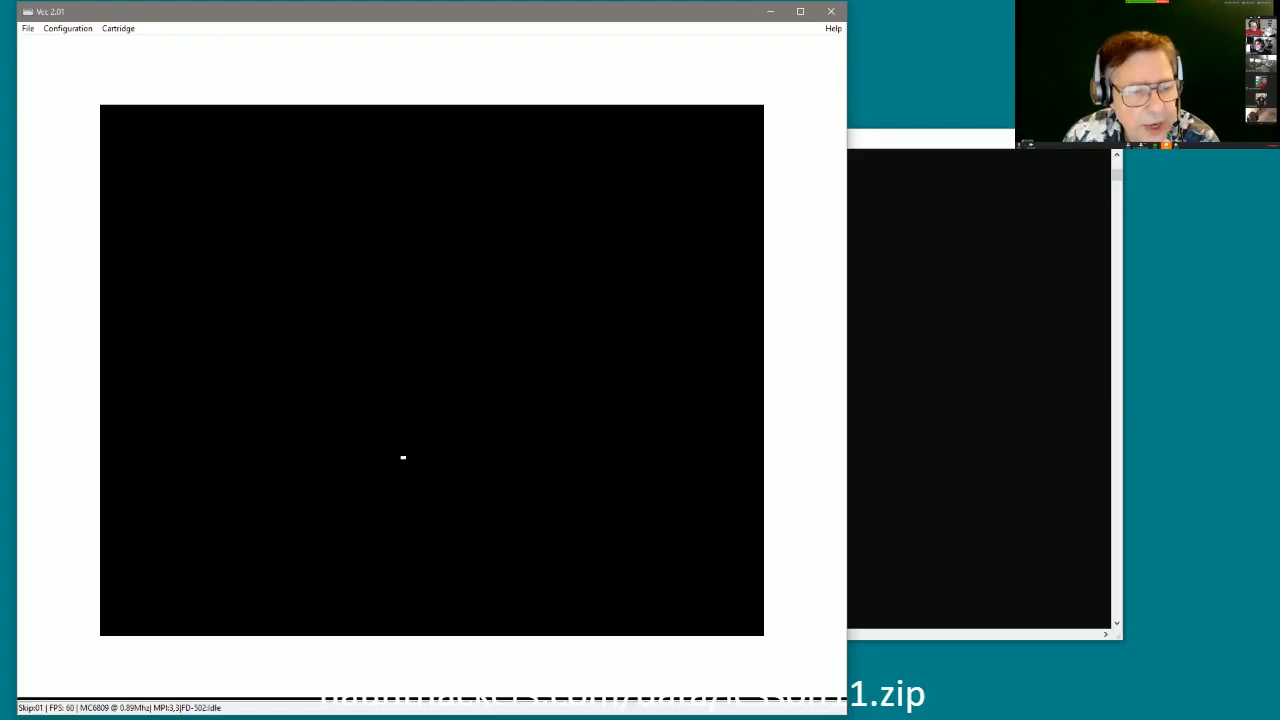 Vcc 2.01
File Configuration Cartridge Help
1.zip
Skip:01 | FPS: 60 | MC6809 @ 0.89Mhz| MPI:3,3|FD-502:Idle